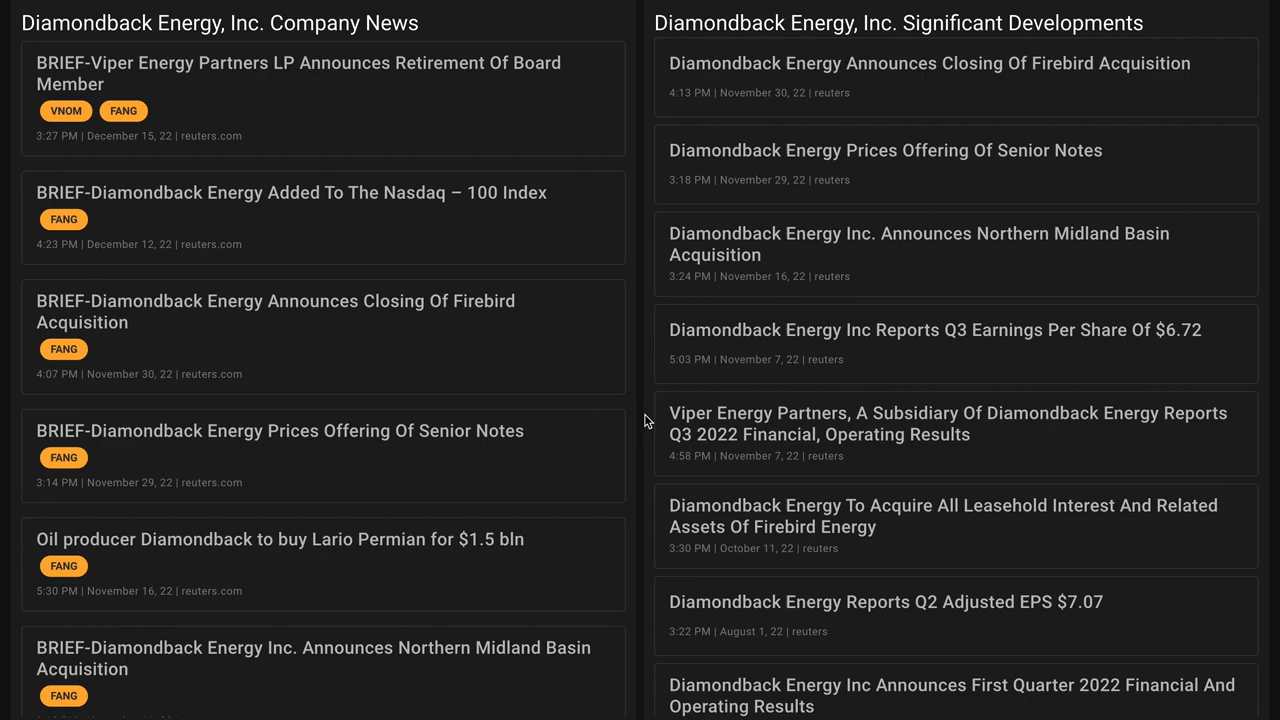 Diamondback Energy, Inc. Company News
BRIEF-Viper Energy Partners LP Announces Retirement Of Board
Member
VNOM FANG
3:27 PM | December 15, 22 | reuters.com
BRIEF-Diamondback Energy Added To The Nasdaq – 100 Index
FANG
4:23 PM | December 12, 22 | reuters.com
BRIEF-Diamondback Energy Announces Closing Of Firebird
Acquisition
FANG
4:07 PM | November 30, 22 | reuters.com
BRIEF-Diamondback Energy Prices Offering Of Senior Notes
FANG
3:14 PM | November 29, 22 | reuters.com
Oil producer Diamondback to buy Lario Permian for $1.5 bln
FANG
5:30 PM | November 16, 22 | reuters.com
BRIEF-Diamondback Energy Inc. Announces Northern Midland Basin
Acquisition
FANG
Diamondback Energy, Inc. Significant Developments
Diamondback Energy Announces Closing Of Firebird Acquisition
4:13 PM | November 30, 22 | reuters
Diamondback Energy Prices Offering Of Senior Notes
3:18 PM | November 29, 22 | reuters
Diamondback Energy Inc. Announces Northern Midland Basin
Acquisition
3:24 PM | November 16, 22 | reuters
Diamondback Energy Inc Reports Q3 Earnings Per Share Of $6.72
5:03 PM | November 7, 22 | reuters
Viper Energy Partners, A Subsidiary Of Diamondback Energy Reports
Q3 2022 Financial, Operating Results
4:58 PM | November 7, 22 | reuters
Diamondback Energy To Acquire All Leasehold Interest And Related
Assets Of Firebird Energy
3:30 PM | October 11, 22 | reuters
Diamondback Energy Reports Q2 Adjusted EPS $7.07
3:22 PM | August 1, 22 | reuters
Diamondback Energy Inc Announces First Quarter 2022 Financial And
Operating Results